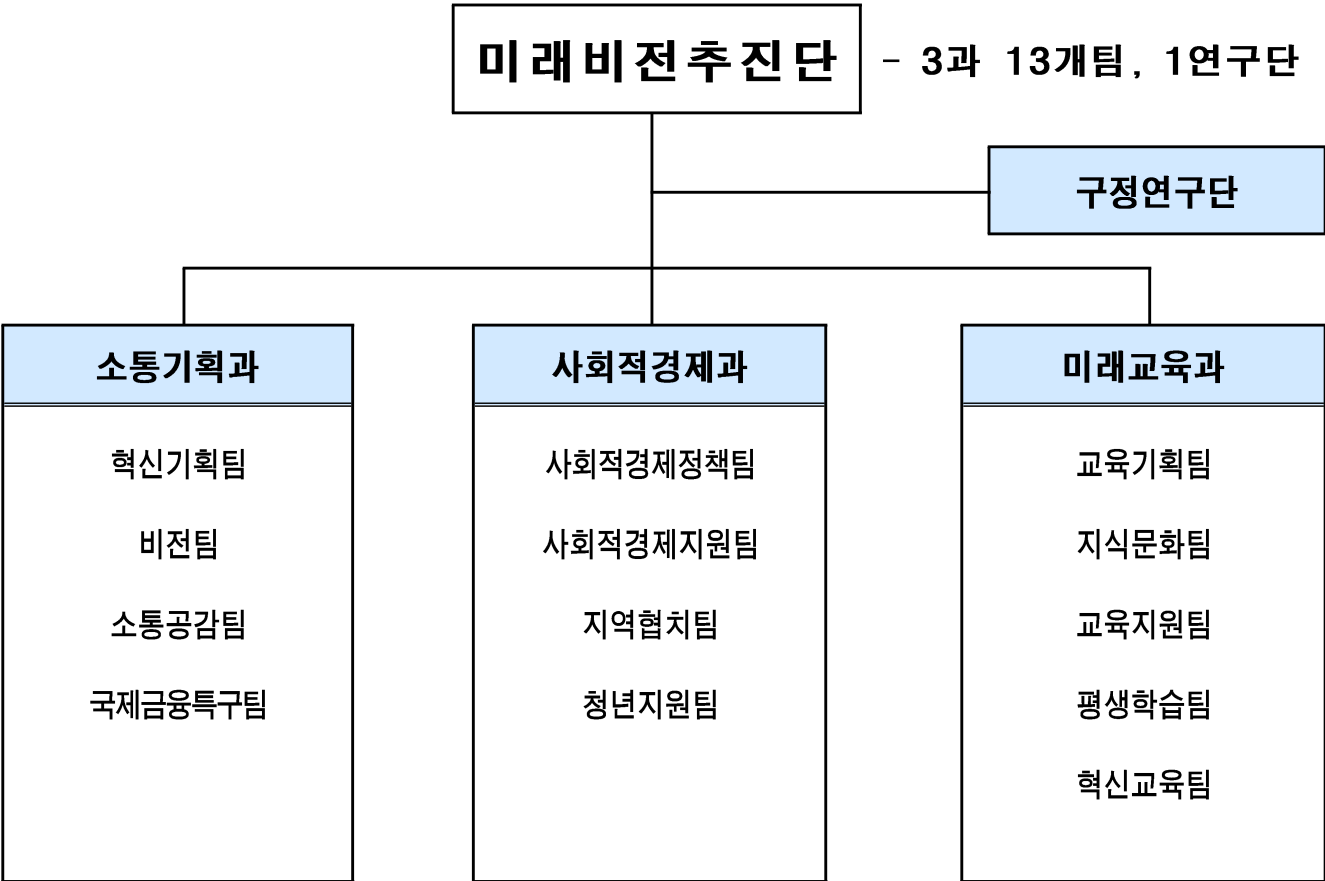 미래비전추진단 - 3과 13개팀, 1연구단
구정연구단
소통기획과
혁신기획팀
비전팀
소통공감팀
국제금융특구팀
사회적경제과
사회적경제정책팀
사회적경제지원팀
지역협치팀
청년지원팀
미래교육과
교육기획팀
지식문화팀
교육지원팀
평생학습팀
혁신교육팀